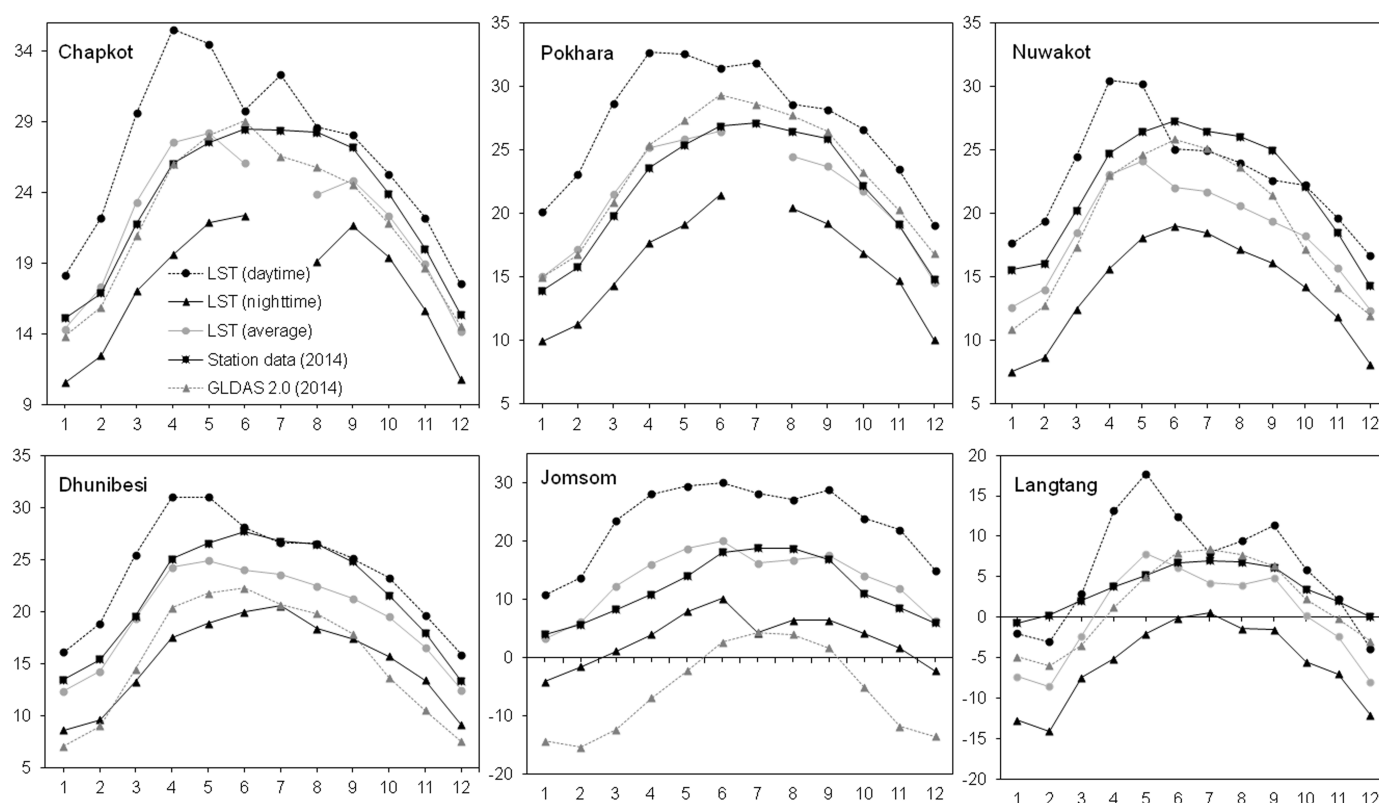 Chapkot
36
31
26
29
24
19
14
9
LST (daytime)
LST (nighttime)
LST (average)
Station data (2014)
GLDAS 2.0 (2014)
1 2 3 4 5 6 7 8 9 10 11 12
Pokhara
35
30
25
20
15
10
5
1 2 3 4 5 6 7 8 9 10 11 12
Nuwakot
35
30
25
20
15
10
5
1 2 3 4 5 6 7 8 9 10 11 12
Dhunibesi
35
30
25
20
15
10
5
1 2 3 4 5 6 7 8 9 10 11 12
Jomsom
30
20
10
0
-10
-20
1 2 3 4 5 6 7 8 9 10 11 12
Langtang
20
15
10
5
0
-5
-10
-15
-20
1 2 3 4 5 6 7 8 9 10 11 12